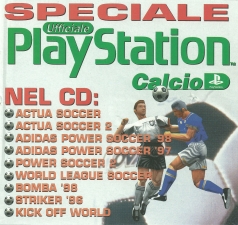 SPECIALE
Ufficiale
PlayStation
Calcio
NEL CD:
ACTUA SOCCER
ACTUA SOCCER 2
ADIDAS POWER SOCCER '96
ADIDAS POWER SOCCER '97
POWER SOCCER 2
WORLD LEAGUE SOCCER
BOMBA '98
STRIKER '96
KICK OFF WORLD